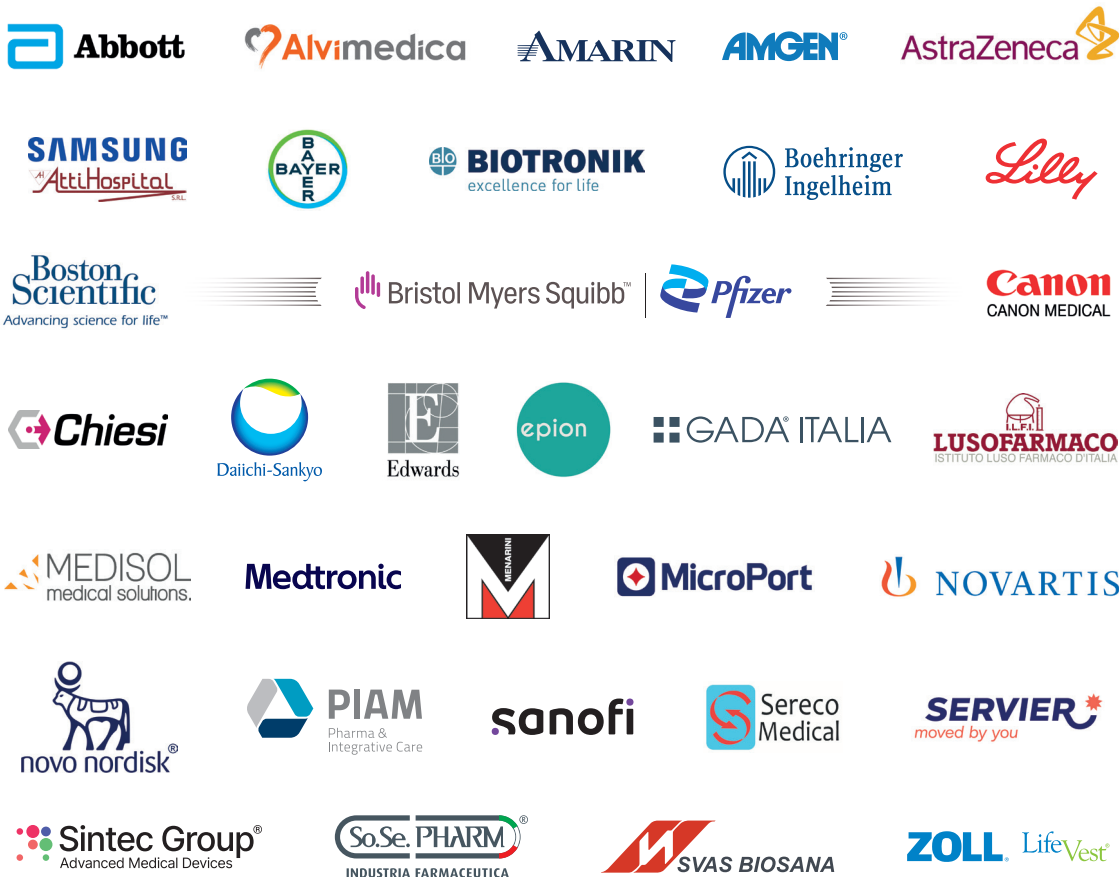 Abbott
Alvimedica
AMARIN
AMGEN®
AstraZeneca
SAMSUNG
AH AttiHospital
S.R.L.
BAYER
BAYER
BIO BIOTRONIK
excellence for life
Boehringer
Ingelheim
Lilly
Boston
Scientific
Advancing science for life™
Bristol Myers Squibb™
Pfizer
Canon
CANON MEDICAL
Chiesi
Daiichi-Sankyo
E
Edwards
epion
GADA® ITALIA
I.L.F.I.
LUSOFARMACO
ISTITUTO LUSO FARMACO D'ITALIA
MEDISOL
medical solutions.
Medtronic
MENARINI
MicroPort
NOVARTIS
novo nordisk®
PIAM
Pharma &
Integrative Care
sanofi
Sereco
Medical
SERVIER
moved by you
Sintec Group®
Advanced Medical Devices
So.Se. PHARM®
INDUSTRIA FARMACEUTICA
SVAS BIOSANA
ZOLL® LifeVest®